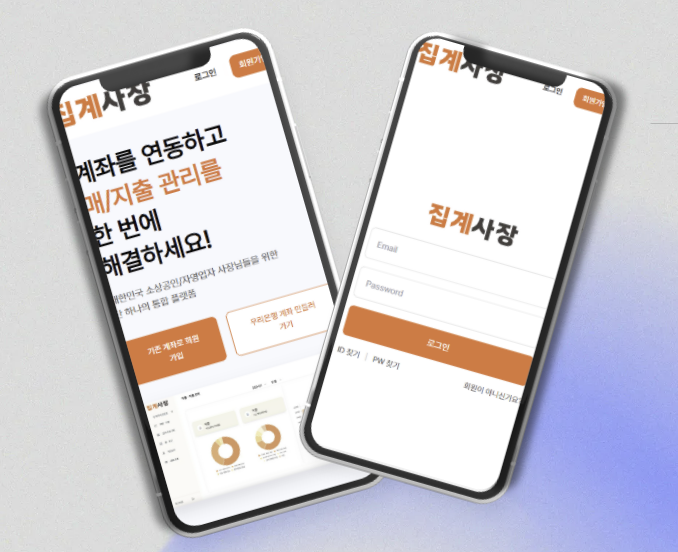 집계사장
로그인
회원가
계좌를 연동하고
매/지출 관리를
한 번에
해결하세요!
대한민국 소상공인/자영업자 사장님들을 위한
하나의 통합 플랫폼
기존 계좌로 회원
가입
우리은행 계좌 만들러
가기
집계사장
집계사장
로그인
회원가
집계사장
Email
Password
로그인
ID 찾기 | PW 찾기
회원이 아니신가요?